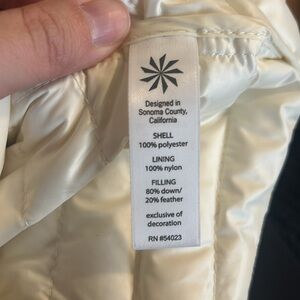 Designed in
Sonoma County,
California
SHELL
100% polyester
LINING
100% nylon
FILLING
80% down/
20% feather
exclusive of
decoration
RN #54023